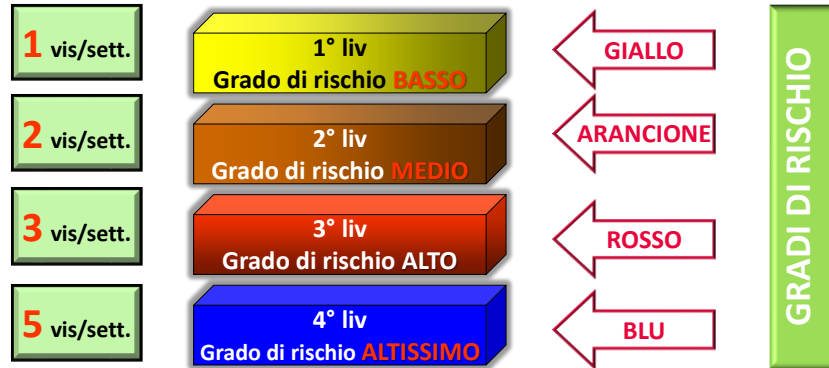 1 vis/sett.
1° liv
Grado di rischio BASSO
GIALLO
2 vis/sett.
2° liv
Grado di rischio MEDIO
ARANCIONE
3 vis/sett.
3° liv
Grado di rischio ALTO
ROSSO
5 vis/sett.
4° liv
Grado di rischio ALTISSIMO
BLU
GRADI DI RISCHIO